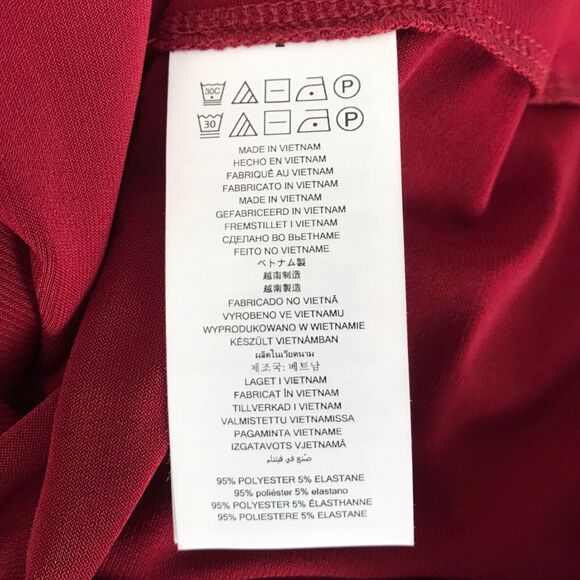 30C P
30 P
MADE IN VIETNAM
HECHO EN VIETNAM
FABRIQUÉ AU VIETNAM
FABBRICATO IN VIETNAM
MADE IN VIETNAM
GEFABRICEERD IN VIETNAM
FREMSTILLET I VIETNAM
СДЕЛАНО ВО ВЬЕТНАМЕ
FEITO NO VIETNAME
ベトナム製
越南制造
越南製造
FABRICADO NO VIETNÃ
VYROBENO VE VIETNAMU
WYPRODUKOWANO W WIETNAMIE
KÉSZÜLT VIETNÁMBAN
ผลิตในเวียดนาม
제조국: 베트남
LAGET I VIETNAM
FABRICAT ÎN VIETNAM
TILLVERKAD I VIETNAM
VALMISTETTU VIETNAMISSA
PAGAMINTA VIETNAME
IZGATAVOTS VJETNAMĀ
صُنع في فيتنام
95% POLYESTER 5% ELASTANE
95% poliéster 5% elastano
95% POLYESTER 5% ÉLASTHANNE
95% POLIESTERE 5% ELASTANE